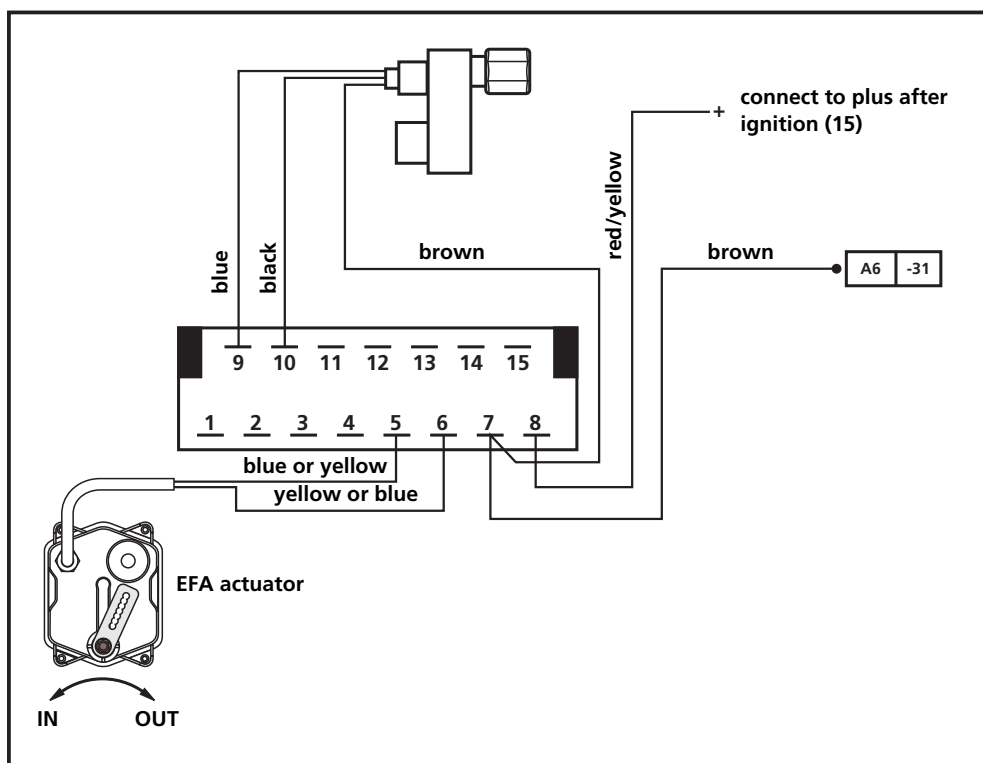 + connect to plus after
ignition (15)
red/yellow
brown
brown
A6 -31
blue
black
9 10 11 12 13 14 15
1 2 3 4 5 6 7 8
blue or yellow
yellow or blue
EFA actuator
IN OUT